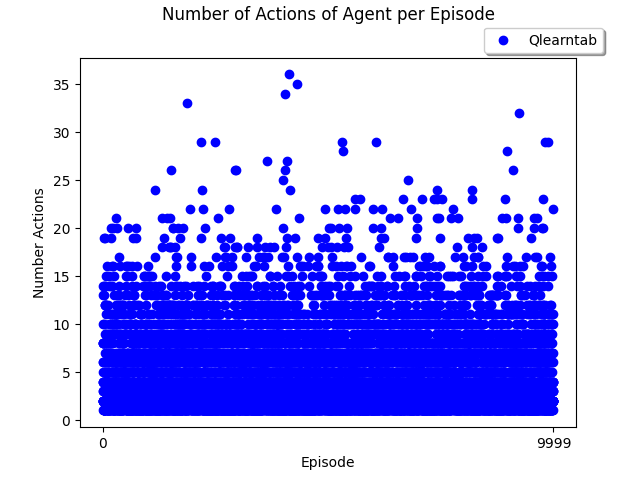 Number of Actions of Agent per Episode
Qlearntab
35
30
25
20
15
10
5
0
Number Actions
0 9999
Episode